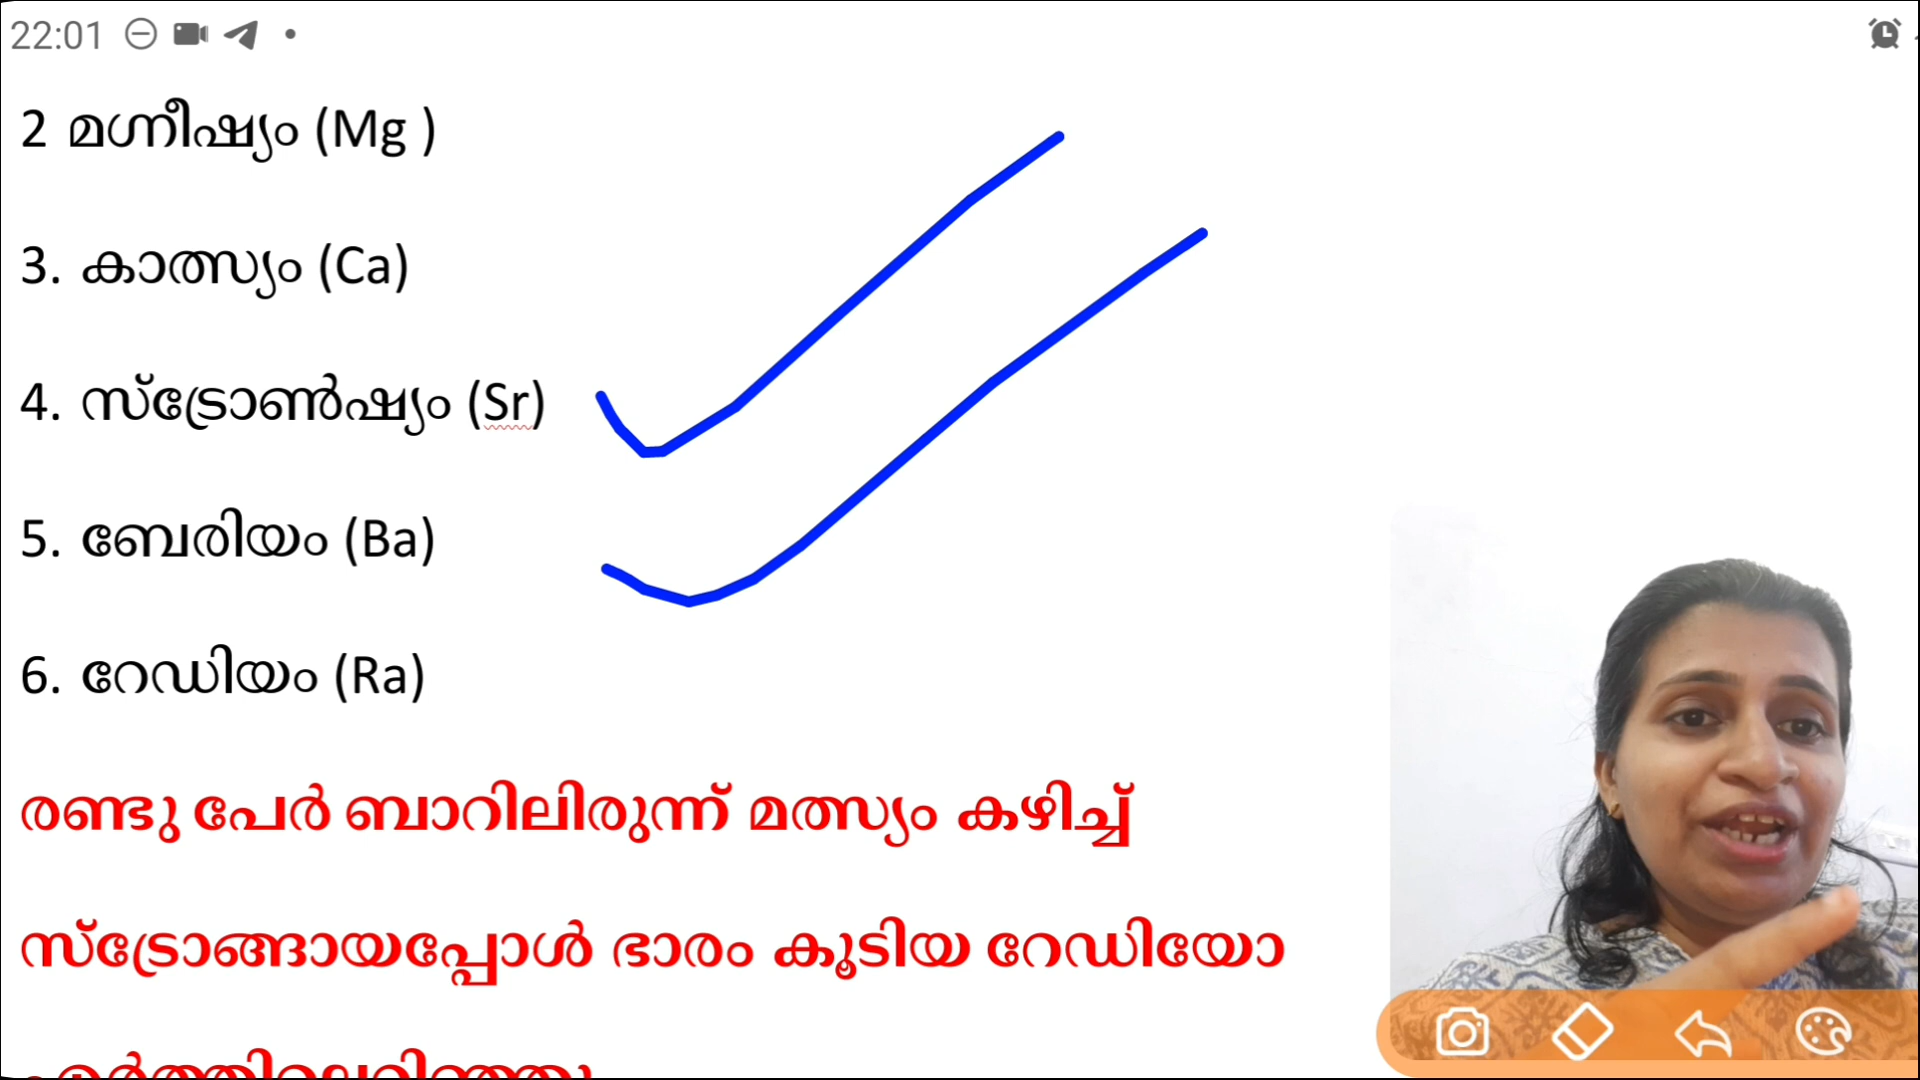 22:01
2 മഗ്നീഷ്യം (Mg )
3. കാത്സ്യം (Ca)
4. സ്ട്രോൺഷ്യം (Sr)
5. ബേരിയം (Ba)
6. റേഡിയം (Ra)
രണ്ടു പേർ ബാറിലിരുന്ന് മത്സ്യം കഴിച്ച്
സ്ട്രോങ്ങായപ്പോൾ ഭാരം കൂടിയ റേഡിയോ